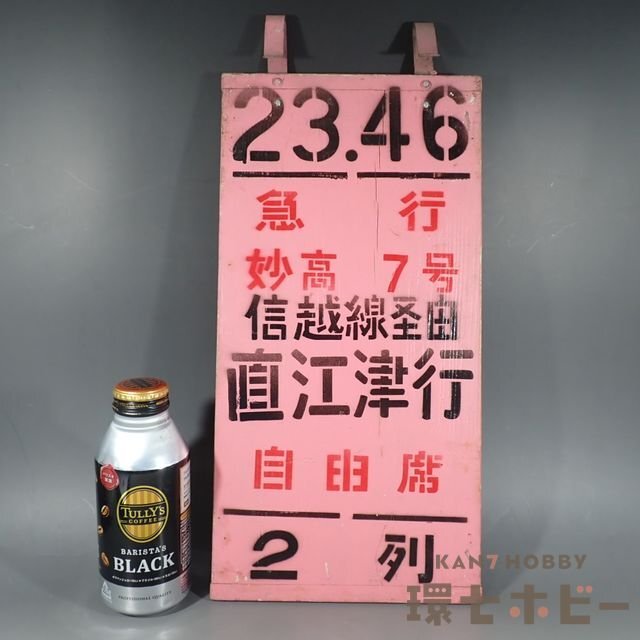 23.46
急行
妙高 7号
信越線経由
直江津行
自由席
2列
TULLY'S
COFFEE
BARISTA'S
BLACK
KAN7HOBBY
環七ホビー